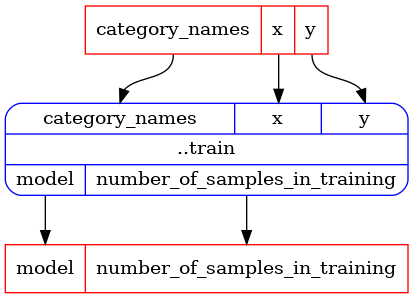 category_names x y
category_names x y
..train
model number_of_samples_in_training
model number_of_samples_in_training